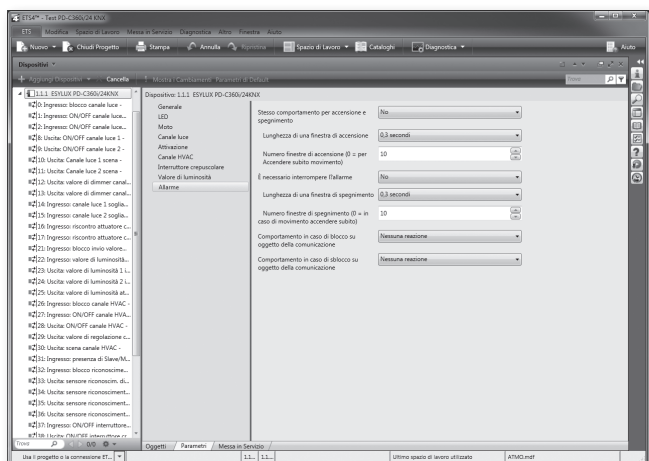 ETS4™ - Test PD-C360i/24 KNX
ETS Modifica Spazio di Lavoro Messa in Servizio Diagnostica Altro Finestra Aiuto
Nuovo Chiudi Progetto Stampa Annulla Ripristina Spazio di Lavoro Cataloghi Diagnostica Aiuto
Dispositivi
Aggiungi Dispositivi Cancella Mostra i Cambiamenti Parametri di Default Trova
1.1.1 ESYLUX PD-C360i/24KNX
0: Ingresso: blocco canale luce -
1: Ingresso: ON/OFF canale luce...
2: Ingresso: ON/OFF canale luce...
8: Uscita: ON/OFF canale luce 1 -
9: Uscita: ON/OFF canale luce 2 -
10: Uscita: Canale luce 1 scena -
11: Uscita: Canale luce 2 scena -
12: Uscita: valore di dimmer canal...
13: Uscita: valore di dimmer canal...
14: Ingresso: canale luce 1 soglia...
15: Ingresso: canale luce 2 soglia...
16: Ingresso: riscontro attuatore c...
17: Ingresso: riscontro attuatore c...
21: Ingresso: blocco invio valore...
22: Ingresso: valore di luminosità...
23: Uscita: valore di luminosità 1 i...
24: Uscita: valore di luminosità 2 i...
25: Uscita: valore di luminosità at...
26: Ingresso: blocco canale HVAC -
27: Ingresso: ON/OFF canale HVA...
28: Uscita: ON/OFF canale HVAC -
29: Uscita: valore di regolazione c...
30: Uscita: scena canale HVAC -
31: Ingresso: presenza di Slave/M...
32: Ingresso: blocco riconoscime...
33: Uscita: sensore riconoscim. di...
34: Uscita: sensore riconosciment...
35: Uscita: sensore riconosciment...
36: Uscita: sensore riconosciment...
37: Ingresso: ON/OFF interruttore...
38: Uscita: ON/OFF interruttore cr...
Trova 0/0
Dispositivo: 1.1.1 ESYLUX PD-C360i/24KNX
Generale
LED
Moto
Canale luce
Attivazione
Canale HVAC
Interruttore crepuscolare
Valore di luminosità
Allarme
Stesso comportamento per accensione e
spegnimento
No
Lunghezza di una finestra di accensione
0,3 secondi
Numero finestre di accensione (0 = per
Accendere subito movimento)
10
È necessario interrompere l'allarme
No
Lunghezza di una finestra di spegnimento
0,3 secondi
Numero finestre di spegnimento (0 = in
caso di movimento accendere subito)
10
Comportamento in caso di blocco su
oggetto della comunicazione
Nessuna reazione
Comportamento in caso di sblocco su
oggetto della comunicazione
Nessuna reazione
Oggetti Parametri Messa in Servizio
Usa il progetto o la connessione ET... 1.1... 1.1... Ultimo spazio di lavoro utilizzato ATMO.mdf